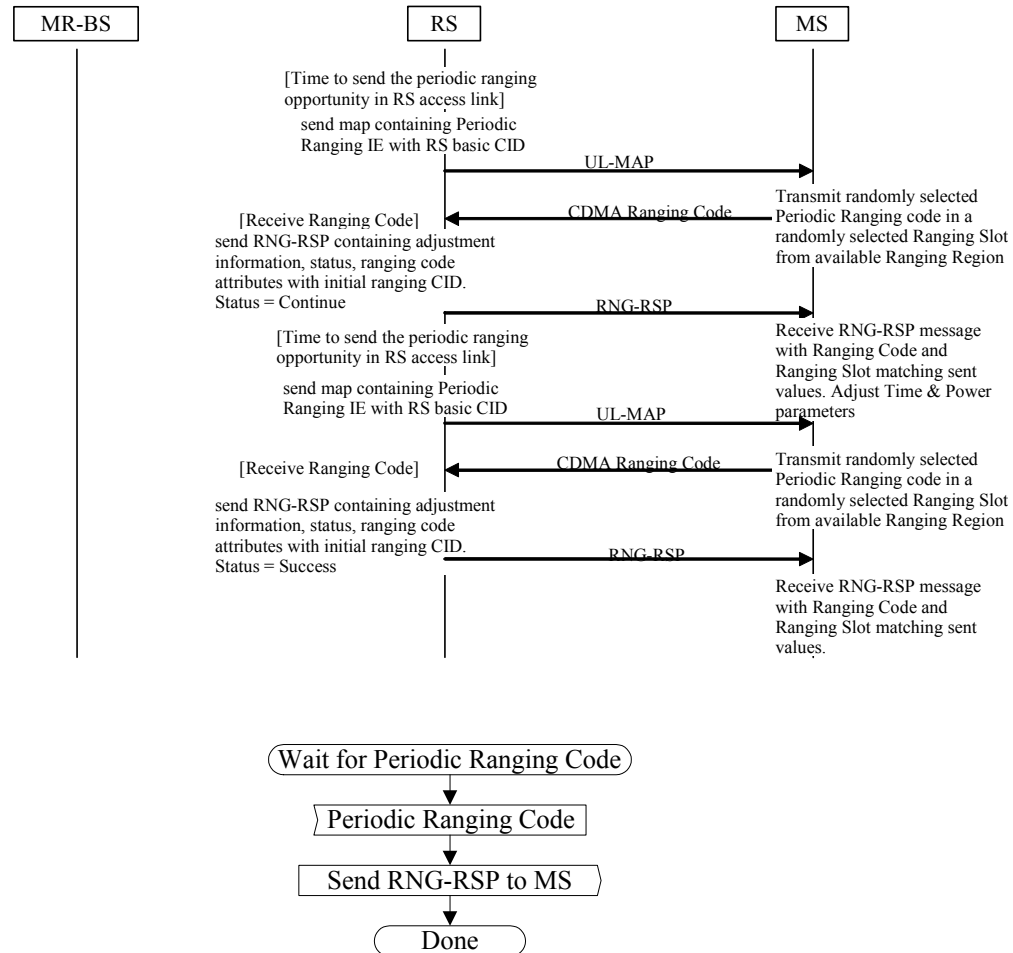 MR-BS
RS
MS
[Time to send the periodic ranging
opportunity in RS access link]
send map containing Periodic
Ranging IE with RS basic CID
UL-MAP
Transmit randomly selected
Periodic Ranging code in a
randomly selected Ranging Slot
from available Ranging Region
CDMA Ranging Code
[Receive Ranging Code]
send RNG-RSP containing adjustment
information, status, ranging code
attributes with initial ranging CID.
Status = Continue
RNG-RSP
Receive RNG-RSP message
with Ranging Code and
Ranging Slot matching sent
values. Adjust Time & Power
parameters
[Time to send the periodic ranging
opportunity in RS access link]
send map containing Periodic
Ranging IE with RS basic CID
UL-MAP
Transmit randomly selected
Periodic Ranging code in a
randomly selected Ranging Slot
from available Ranging Region
CDMA Ranging Code
[Receive Ranging Code]
send RNG-RSP containing adjustment
information, status, ranging code
attributes with initial ranging CID.
Status = Success
RNG-RSP
Receive RNG-RSP message
with Ranging Code and
Ranging Slot matching sent
values.
Wait for Periodic Ranging Code
Periodic Ranging Code
Send RNG-RSP to MS
Done